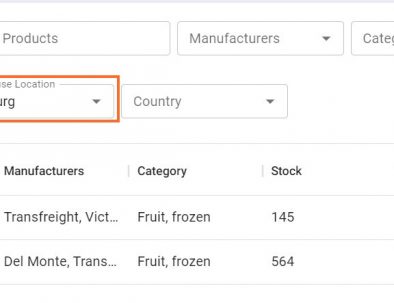 Products
Manufacturers
Categ
use Location
urg
Country
Manufacturers
Category
Stock
Transfreight, Vict...
Fruit, frozen
145
Del Monte, Trans...
Fruit, frozen
564